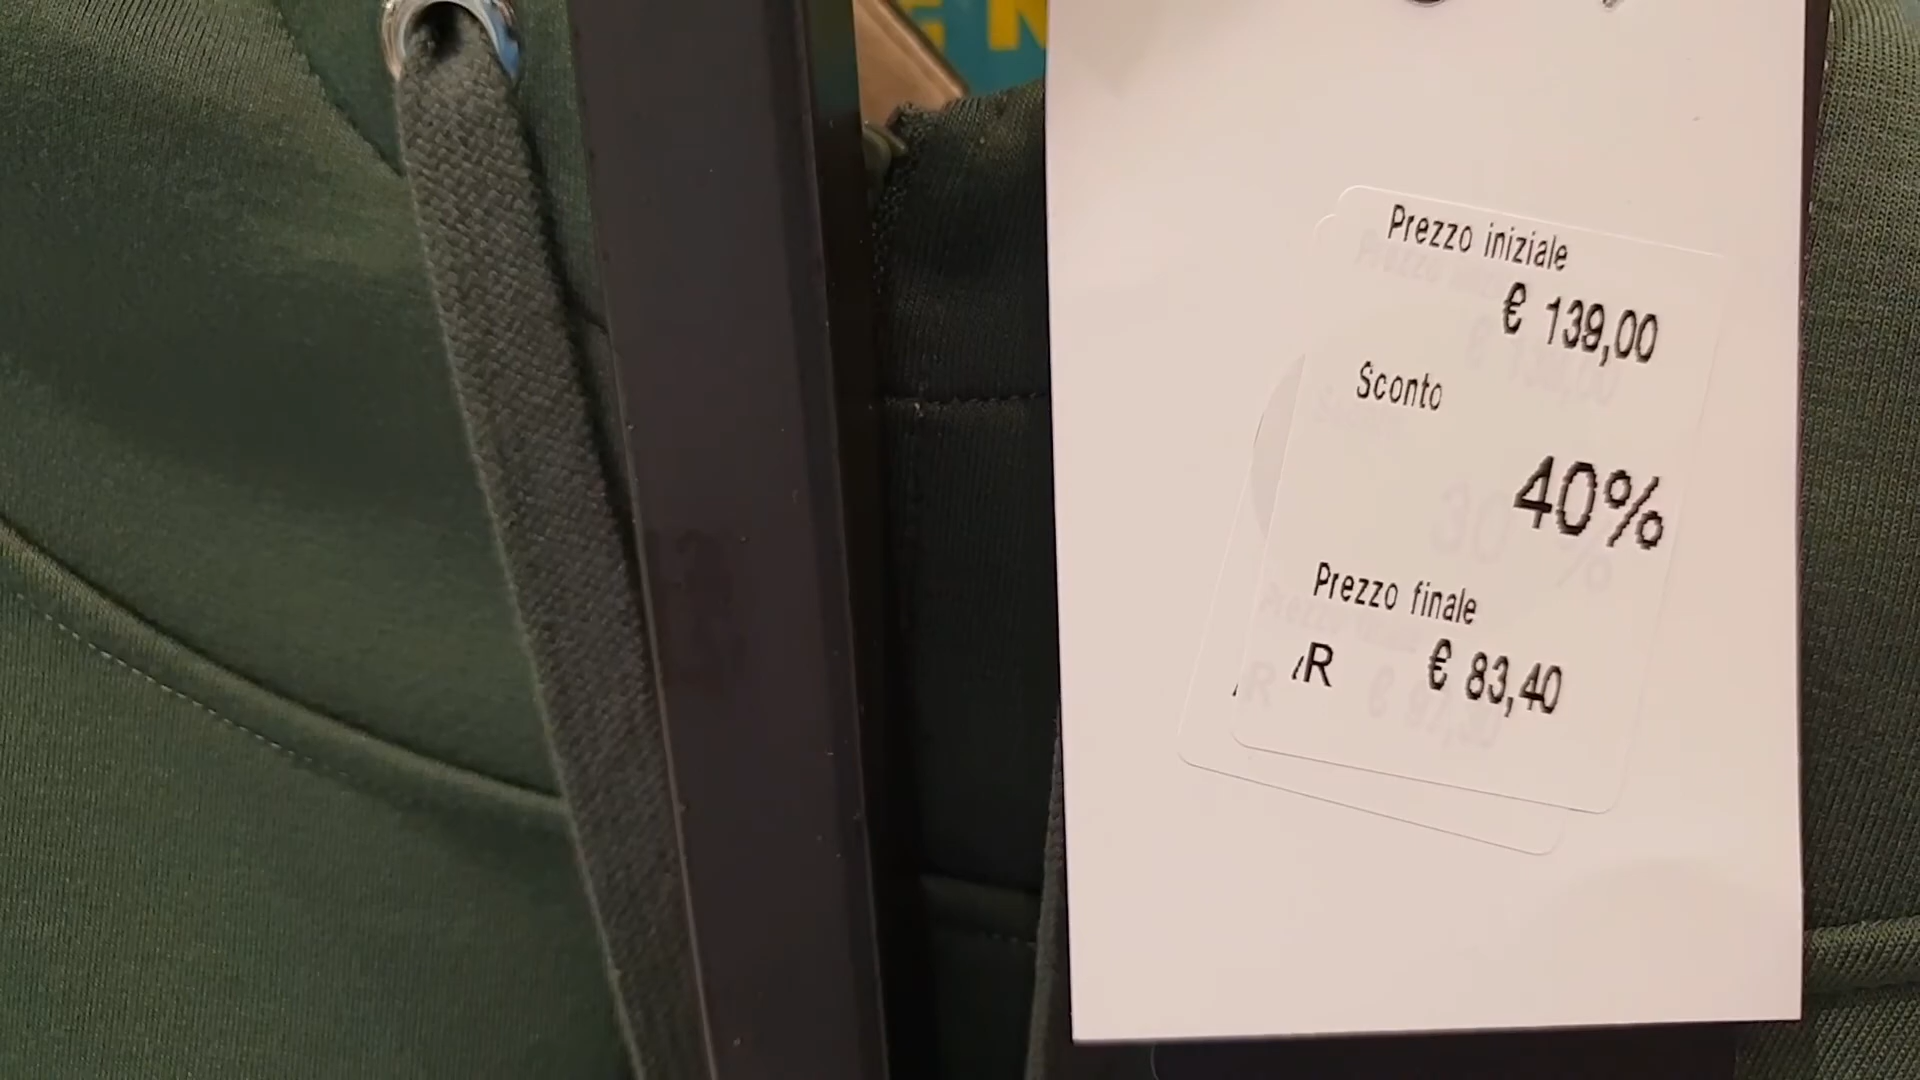 Prezzo iniziale
€ 139,00
Sconto
40%
Prezzo finale
R € 83,40